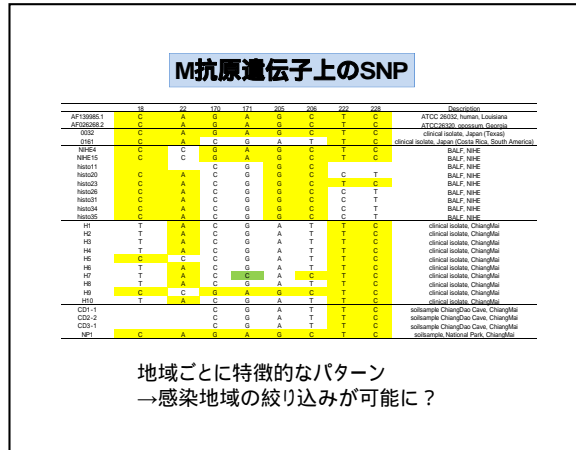 M抗原遺伝子上のSNP
18 22 170 171 205 206 222 228 Description
AF139985.1 C A G A G C T C ATCC 26032, human, Louisiana
AF026268.2 C A G A G C T C ATCC26320, opossum, Georgia
0032 C A G A G C T C clinical isolate, Japan (Texas)
0161 C A C G A T T C clinical isolate, Japan (Costa Rica, South America)
NIHE4 C C G A G C T C BALF, NIHE
NIHE15 C C G A G C T C BALF, NIHE
histo11 C G G C BALF, NIHE
histo20 C A C G G C C T BALF, NIHE
histo23 C A C G G C T C BALF, NIHE
histo26 C A C G G C C T BALF, NIHE
histo31 C A C G G C C T BALF, NIHE
histo34 C A C G G C C T BALF, NIHE
histo35 C A C G G C C T BALF, NIHE
H1 T A C G A T T C clinical isolate, ChiangMai
H2 T A C G A T T C clinical isolate, ChiangMai
H3 T A C G A T T C clinical isolate, ChiangMai
H4 T A C G A T T C clinical isolate, ChiangMai
H5 C C C G A T T C clinical isolate, ChiangMai
H6 T A C G A T T C clinical isolate, ChiangMai
H7 T A C C A C T C clinical isolate, ChiangMai
H8 T A C G A T T C clinical isolate, ChiangMai
H9 C C G A G C T C clinical isolate, ChiangMai
H10 T A C G A T T C clinical isolate, ChiangMai
CD1-1 C G A T T C soilsample ChiangDao Cave, ChiangMai
CD2-2 C G A T T C soilsample ChiangDao Cave, ChiangMai
CD3-1 C G A T T C soilsample ChiangDao Cave, ChiangMai
NP1 C A G A G C T C soilsample, National Park, ChiangMai
地域ごとに特徴的なパターン
→感染地域の絞り込みが可能に？